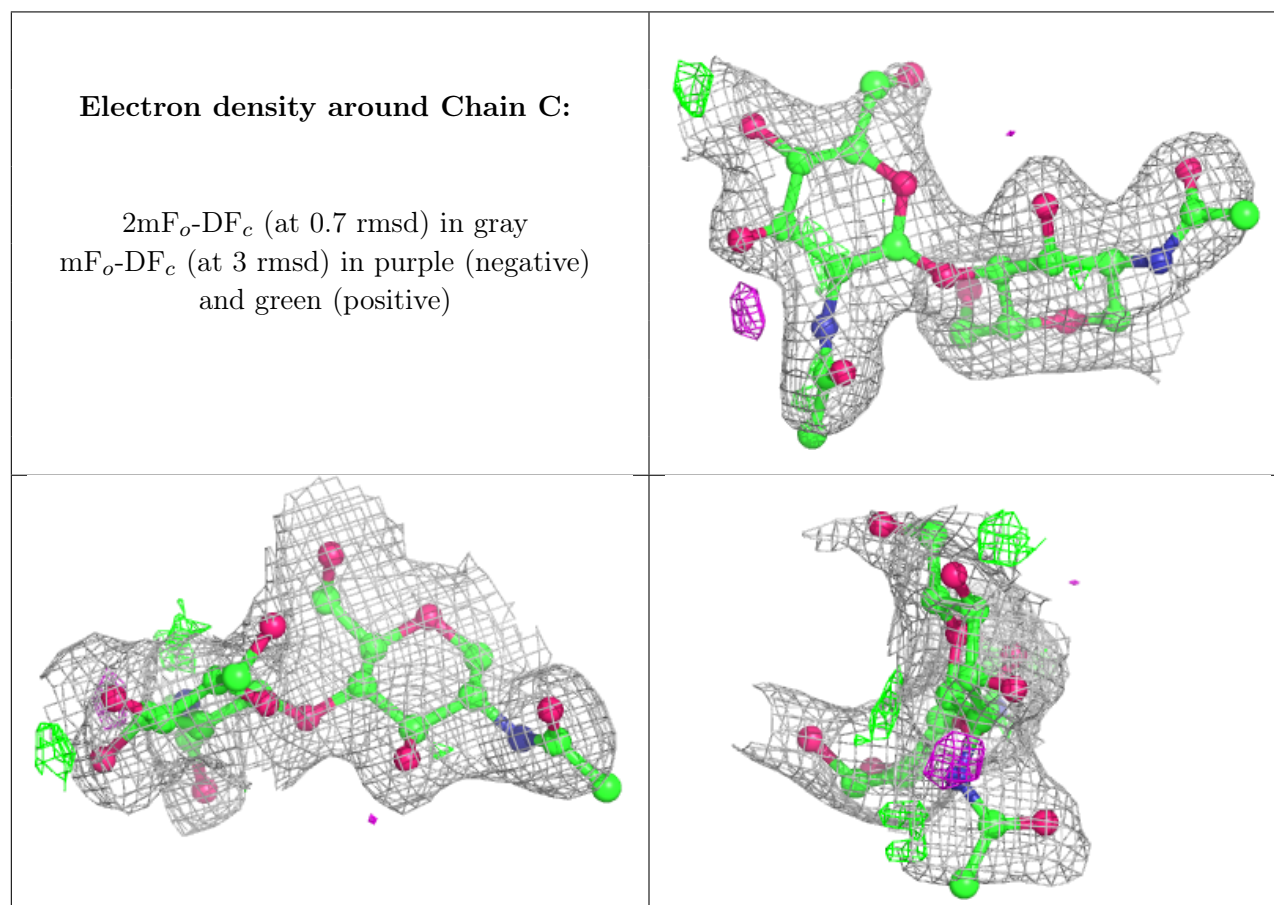 Electron density around Chain C:
2mFₒ-DF𝒸 (at 0.7 rmsd) in gray
mFₒ-DF𝒸 (at 3 rmsd) in purple (negative)
and green (positive)